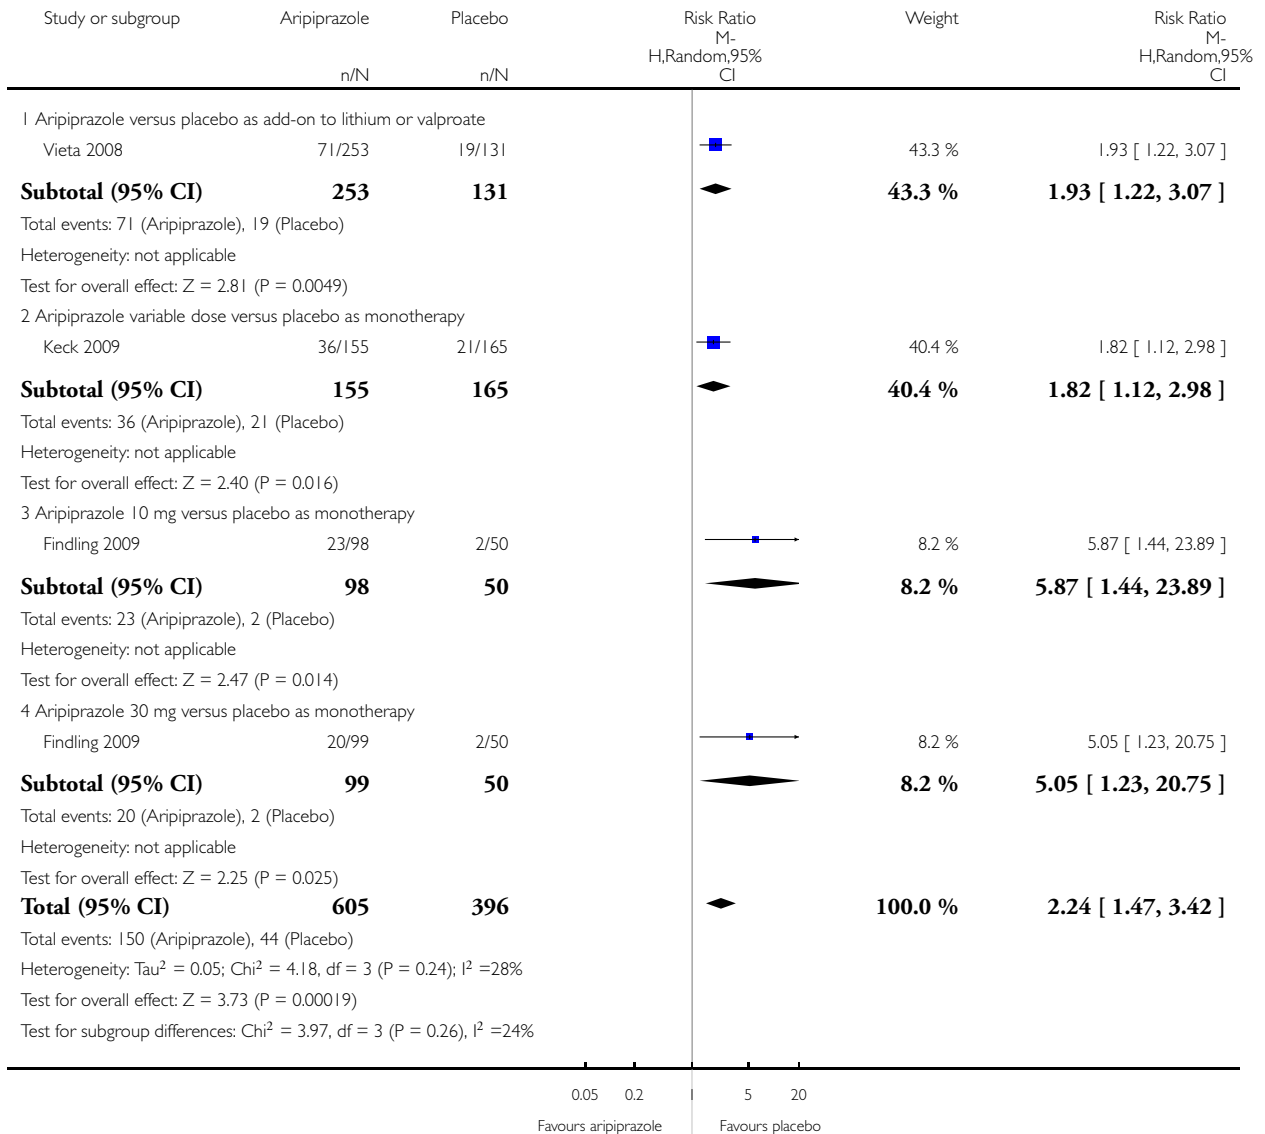 Study or subgroup Aripiprazole Placebo Risk Ratio Weight Risk Ratio
M- M-
H,Random,95% H,Random,95%
n/N n/N CI CI
1 Aripiprazole versus placebo as add-on to lithium or valproate
Vieta 2008 71/253 19/131 43.3 % 1.93 [ 1.22, 3.07 ]
Subtotal (95% CI) 253 131 43.3 % 1.93 [ 1.22, 3.07 ]
Total events: 71 (Aripiprazole), 19 (Placebo)
Heterogeneity: not applicable
Test for overall effect: Z = 2.81 (P = 0.0049)
2 Aripiprazole variable dose versus placebo as monotherapy
Keck 2009 36/155 21/165 40.4 % 1.82 [ 1.12, 2.98 ]
Subtotal (95% CI) 155 165 40.4 % 1.82 [ 1.12, 2.98 ]
Total events: 36 (Aripiprazole), 21 (Placebo)
Heterogeneity: not applicable
Test for overall effect: Z = 2.40 (P = 0.016)
3 Aripiprazole 10 mg versus placebo as monotherapy
Findling 2009 23/98 2/50 8.2 % 5.87 [ 1.44, 23.89 ]
Subtotal (95% CI) 98 50 8.2 % 5.87 [ 1.44, 23.89 ]
Total events: 23 (Aripiprazole), 2 (Placebo)
Heterogeneity: not applicable
Test for overall effect: Z = 2.47 (P = 0.014)
4 Aripiprazole 30 mg versus placebo as monotherapy
Findling 2009 20/99 2/50 8.2 % 5.05 [ 1.23, 20.75 ]
Subtotal (95% CI) 99 50 8.2 % 5.05 [ 1.23, 20.75 ]
Total events: 20 (Aripiprazole), 2 (Placebo)
Heterogeneity: not applicable
Test for overall effect: Z = 2.25 (P = 0.025)
Total (95% CI) 605 396 100.0 % 2.24 [ 1.47, 3.42 ]
Total events: 150 (Aripiprazole), 44 (Placebo)
Heterogeneity: Tau² = 0.05; Chi² = 4.18, df = 3 (P = 0.24); I² =28%
Test for overall effect: Z = 3.73 (P = 0.00019)
Test for subgroup differences: Chi² = 3.97, df = 3 (P = 0.26), I² =24%
0.05 0.2 1 5 20
Favours aripiprazole Favours placebo